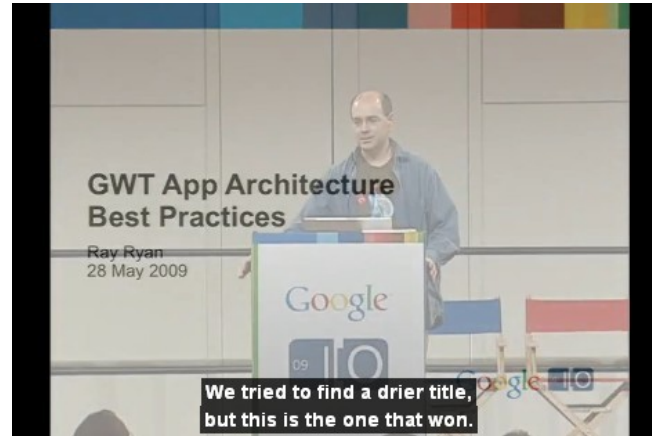 GWT App Architecture
Best Practices
Ray Ryan
28 May 2009
Google
09 IO
Google IO
We tried to find a drier title,
but this is the one that won.